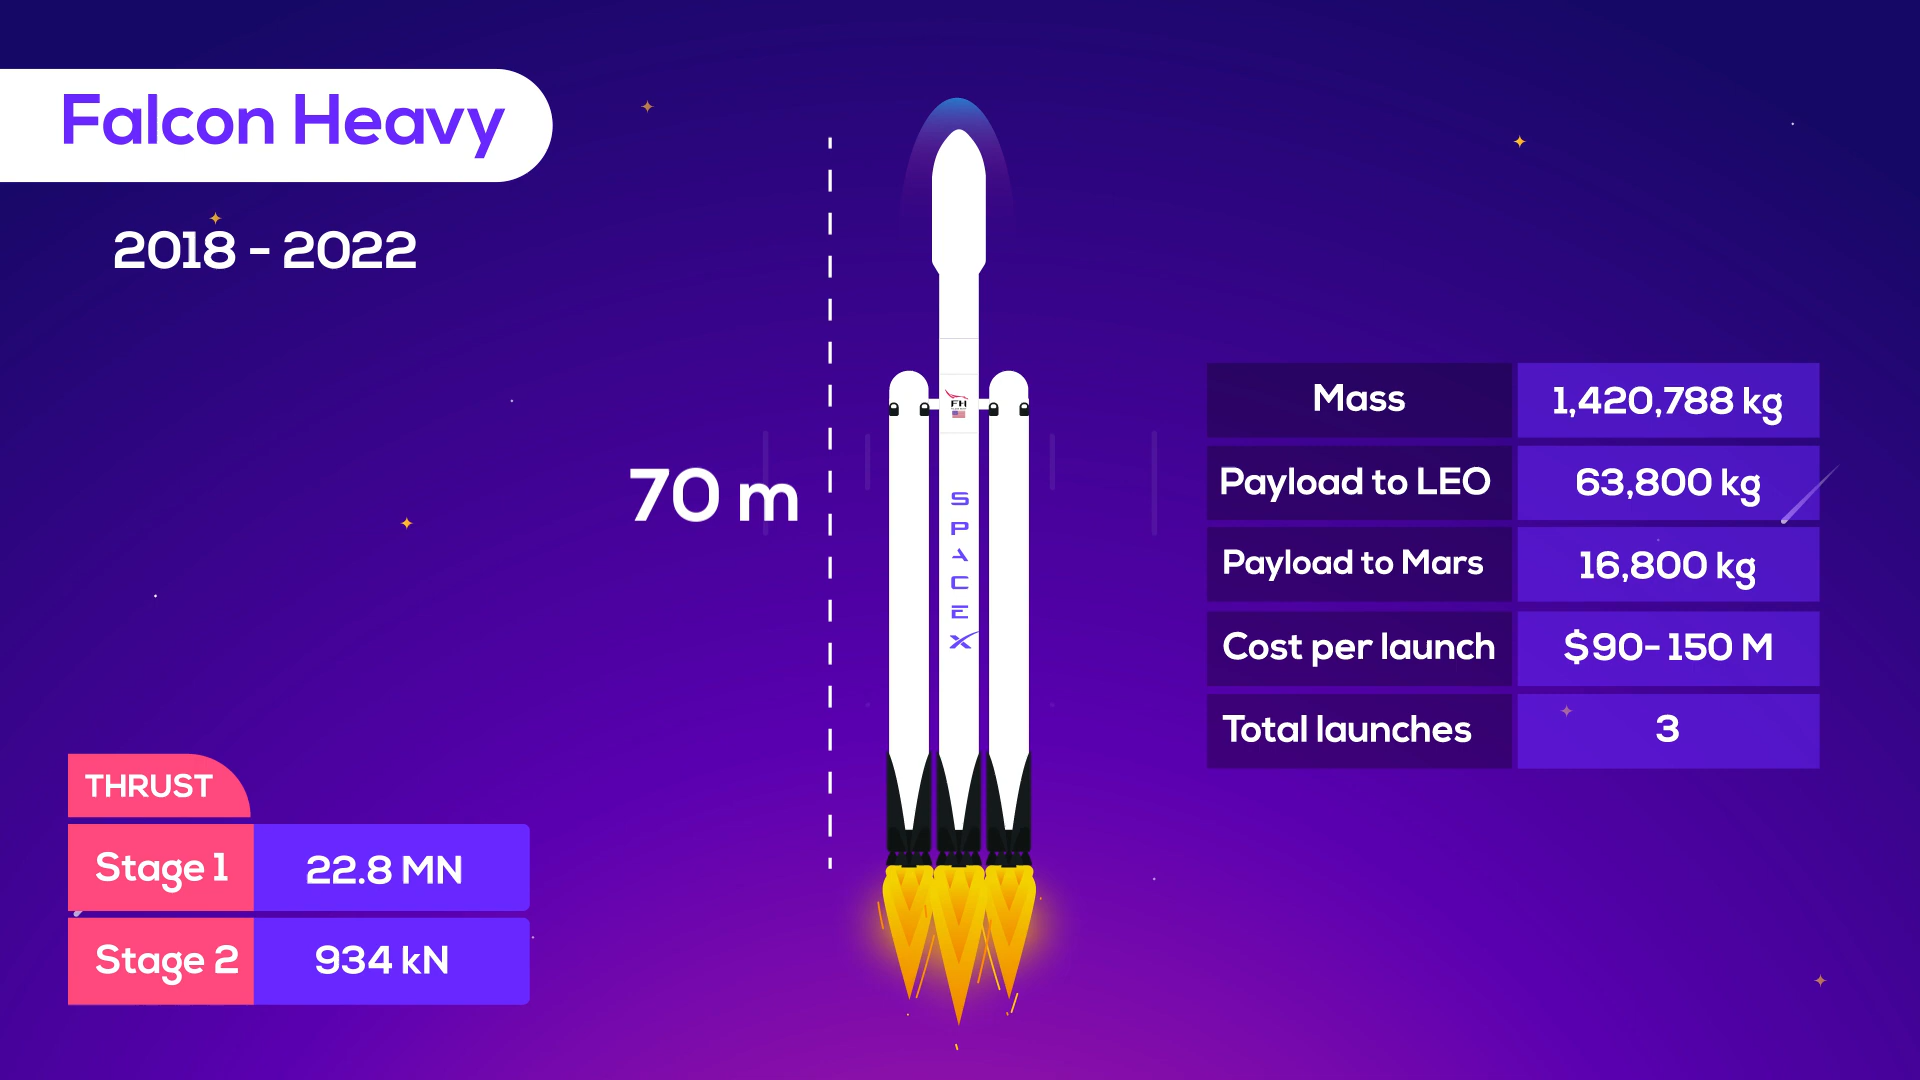 Falcon Heavy
2018 - 2022
70 m
FH
SPACEX
Mass 1,420,788 kg
Payload to LEO 63,800 kg
Payload to Mars 16,800 kg
Cost per launch $90-150 M
Total launches 3
THRUST
Stage 1 22.8 MN
Stage 2 934 kN